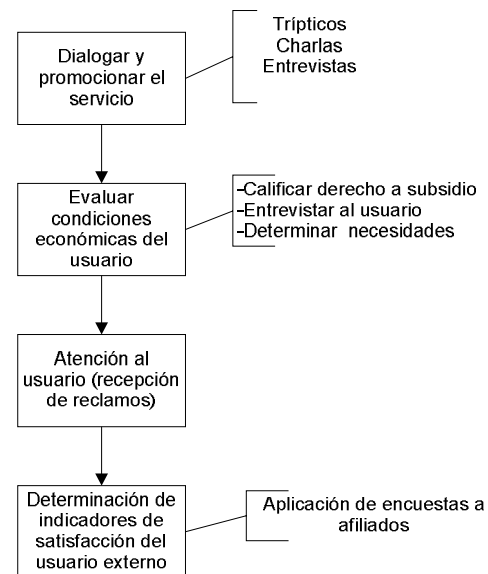 Dialogar y
promocionar el
servicio
Trípticos
Charlas
Entrevistas
Evaluar
condiciones
económicas del
usuario
-Calificar derecho a subsidio
-Entrevistar al usuario
-Determinar necesidades
Atención al
usuario (recepción
de reclamos)
Determinación de
indicadores de
satisfacción del
usuario externo
Aplicación de encuestas a
afiliados